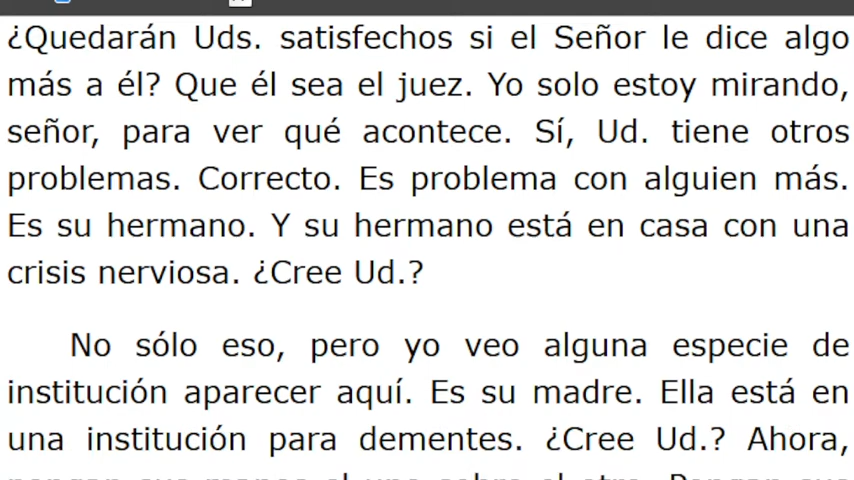 ¿Quedarán Uds. satisfechos si el Señor le dice algo
más a él? Que él sea el juez. Yo solo estoy mirando,
señor, para ver qué acontece. Sí, Ud. tiene otros
problemas. Correcto. Es problema con alguien más.
Es su hermano. Y su hermano está en casa con una
crisis nerviosa. ¿Cree Ud.?
No sólo eso, pero yo veo alguna especie de
institución aparecer aquí. Es su madre. Ella está en
una institución para dementes. ¿Cree Ud.? Ahora,